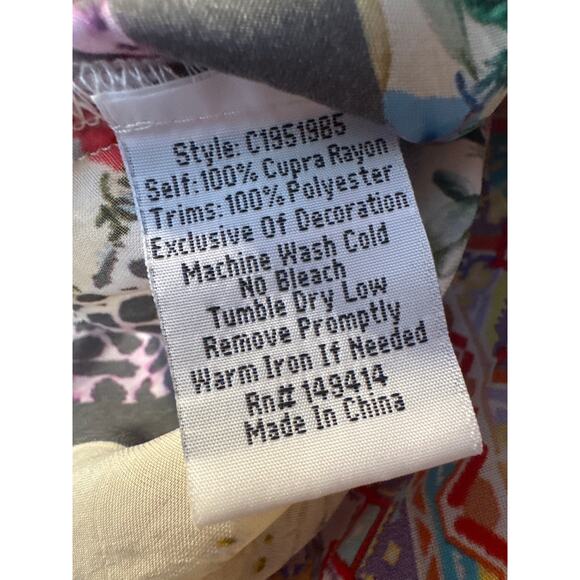 Style: C1951985
Self:100% Cupra Rayon
Trims:100% Polyester
Exclusive Of Decoration
Machine Wash Cold
No Bleach
Tumble Dry Low
Remove Promptly
Warm Iron If Needed
Rn# 149414
Made In China